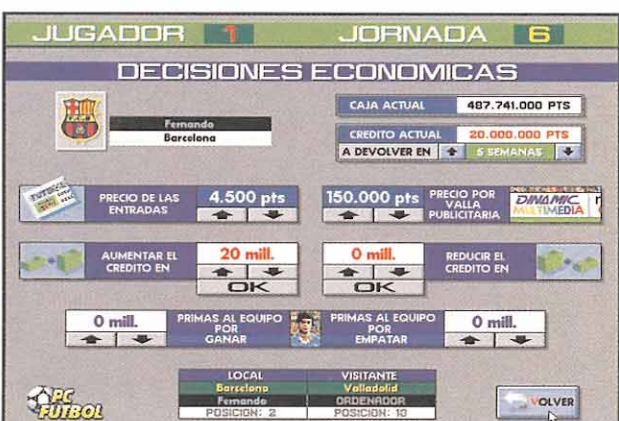 JUGADOR 1 JORNADA 6
DECISIONES ECONOMICAS
Fernando
Barcelona
CAJA ACTUAL 487.741.000 PTS
CREDITO ACTUAL 20.000.000 PTS
A DEVOLVER EN 5 SEMANAS
PRECIO DE LAS
ENTRADAS
4.500 pts
150.000 pts
PRECIO POR
VALLA
PUBLICITARIA
DINAMIC
MULTIMEDIA
AUMENTAR EL
CREDITO EN
20 mill.
OK
0 mill.
OK
REDUCIR EL
CREDITO EN
0 mill.
PRIMAS AL EQUIPO
POR
GANAR
PRIMAS AL EQUIPO
POR
EMPATAR
0 mill.
LOCAL VISITANTE
Barcelona Valladolid
Fernando ORDENADOR
POSICION: 2 POSICION: 10
PC
FUTBOL
VOLVER